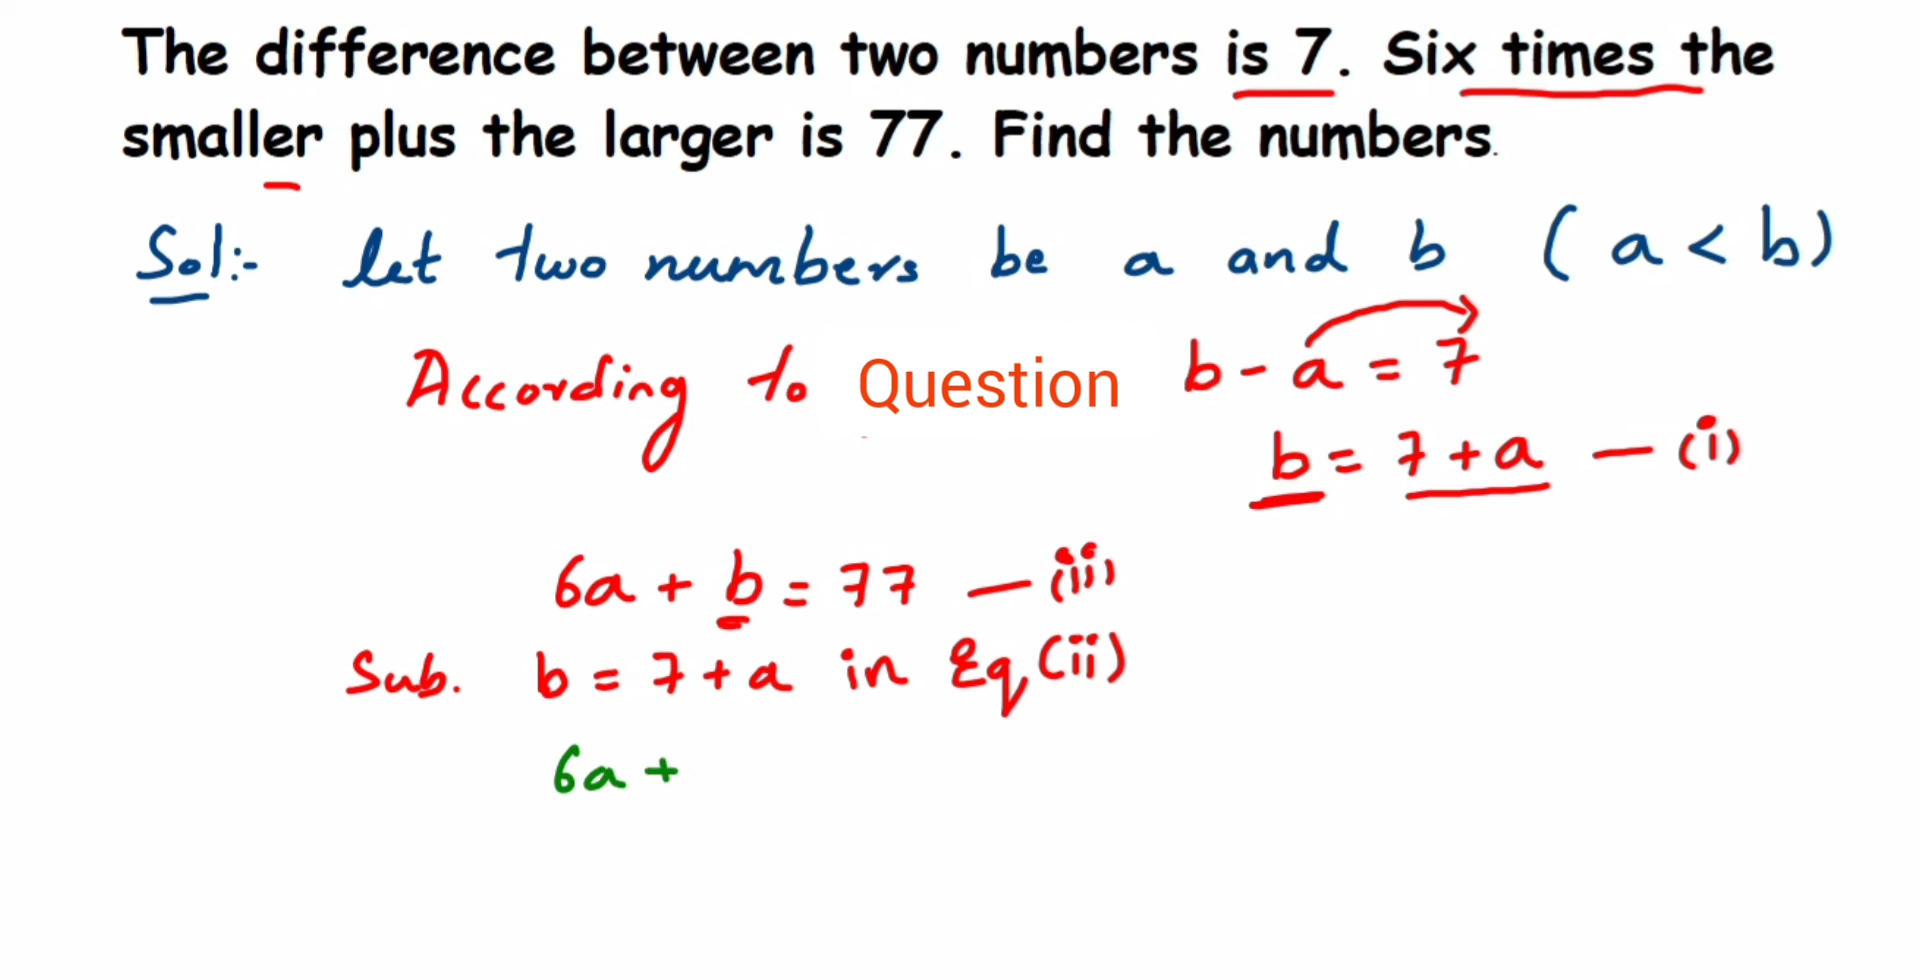 The difference between two numbers is 7. Six times the
smaller plus the larger is 77. Find the numbers.
Sol:- let two numbers be a and b (a < b)
According to Question b - a = 7
b = 7 + a — (i)
6a + b = 77 — (ii)
Sub. b = 7 + a in Eq (ii)
6a +